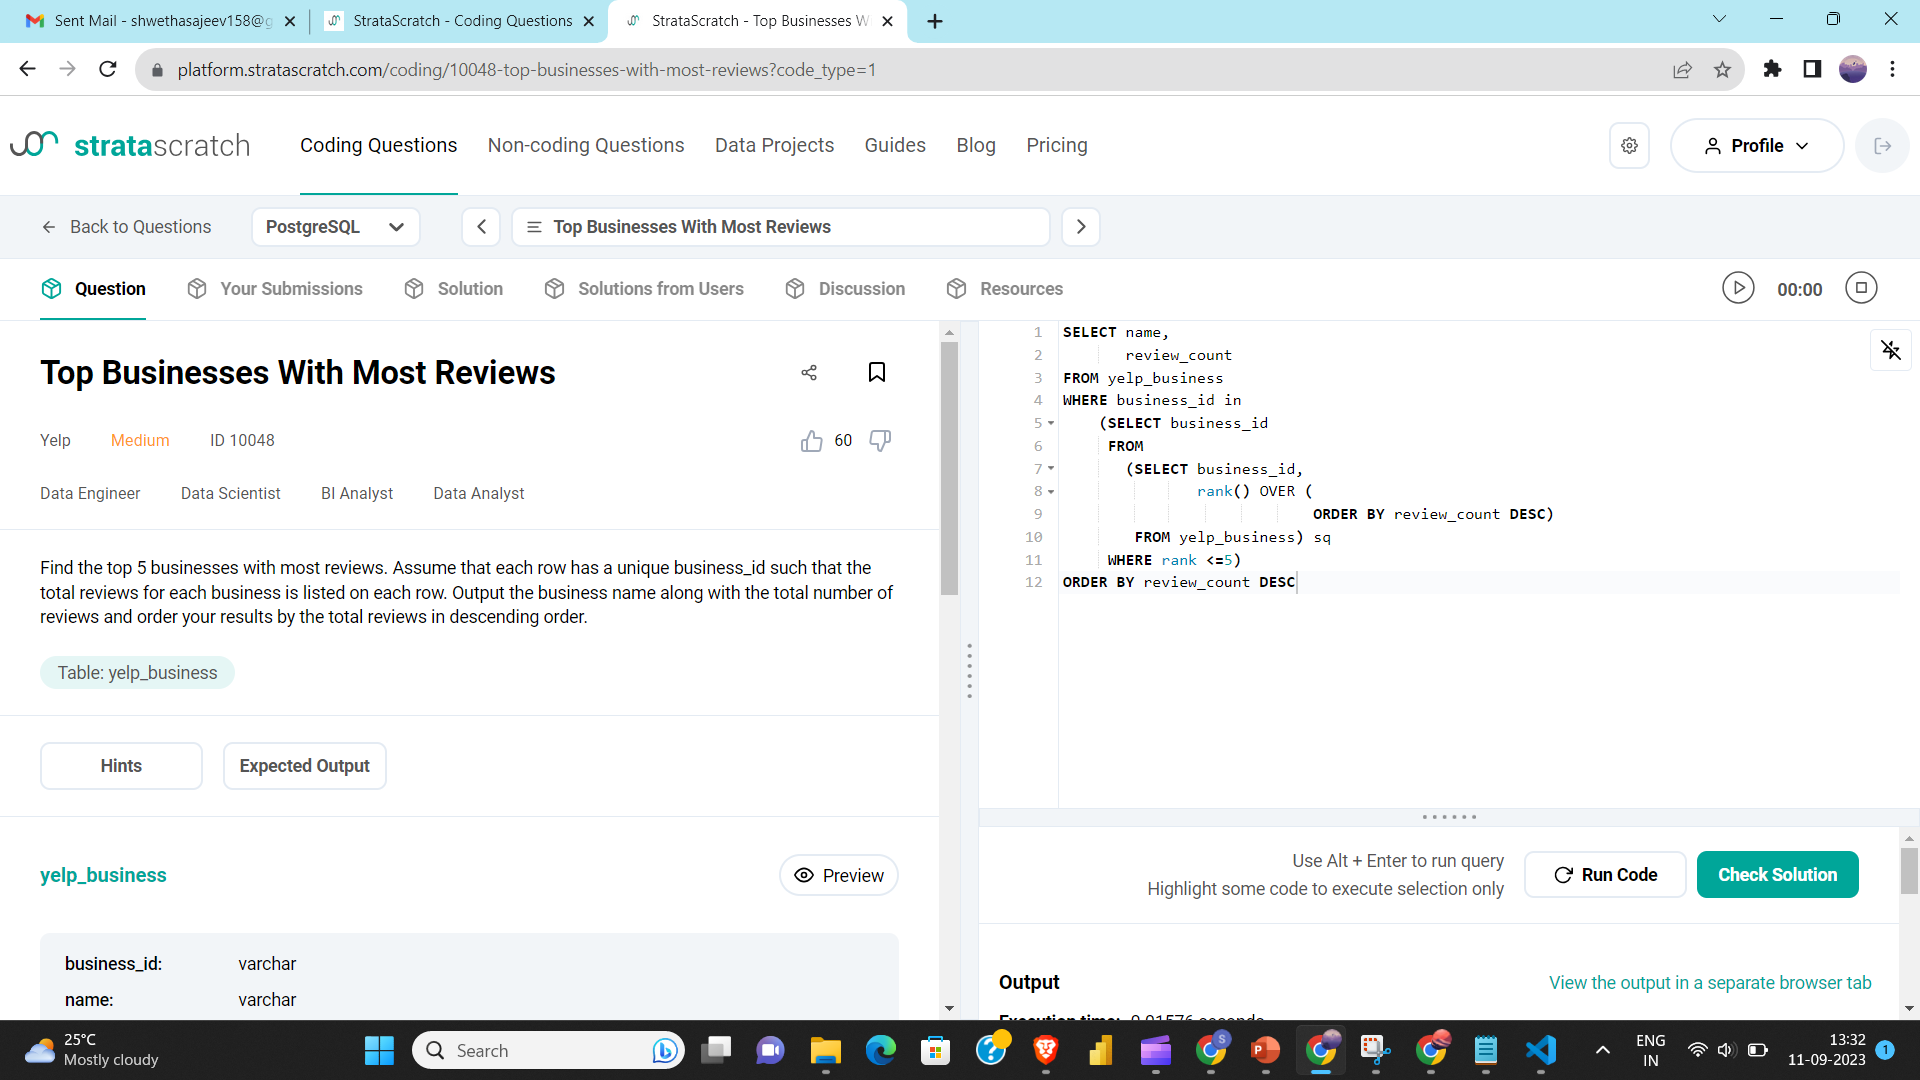 Sent Mail - shwethasajeev158@g
StrataScratch - Coding Questions
StrataScratch - Top Businesses W
platform.stratascratch.com/coding/10048-top-businesses-with-most-reviews?code_type=1
stratascratch
Coding Questions
Non-coding Questions
Data Projects
Guides
Blog
Pricing
Profile
Back to Questions
PostgreSQL
Top Businesses With Most Reviews
Question
Your Submissions
Solution
Solutions from Users
Discussion
Resources
00:00
Top Businesses With Most Reviews
Yelp
Medium
ID 10048
60
Data Engineer
Data Scientist
BI Analyst
Data Analyst
Find the top 5 businesses with most reviews. Assume that each row has a unique business_id such that the
total reviews for each business is listed on each row. Output the business name along with the total number of
reviews and order your results by the total reviews in descending order.
Table: yelp_business
Hints
Expected Output
yelp_business
Preview
business_id: varchar
name: varchar
1 SELECT name,
2 review_count
3 FROM yelp_business
4 WHERE business_id in
5 (SELECT business_id
6 FROM
7 (SELECT business_id,
8 rank() OVER (
9 ORDER BY review_count DESC)
10 FROM yelp_business) sq
11 WHERE rank <=5)
12 ORDER BY review_count DESC
Use Alt + Enter to run query
Highlight some code to execute selection only
Run Code
Check Solution
Output
View the output in a separate browser tab
Execution time: 0.01576 seconds
25°C
Mostly cloudy
Search
S
ENG
IN
13:32
11-09-2023
1